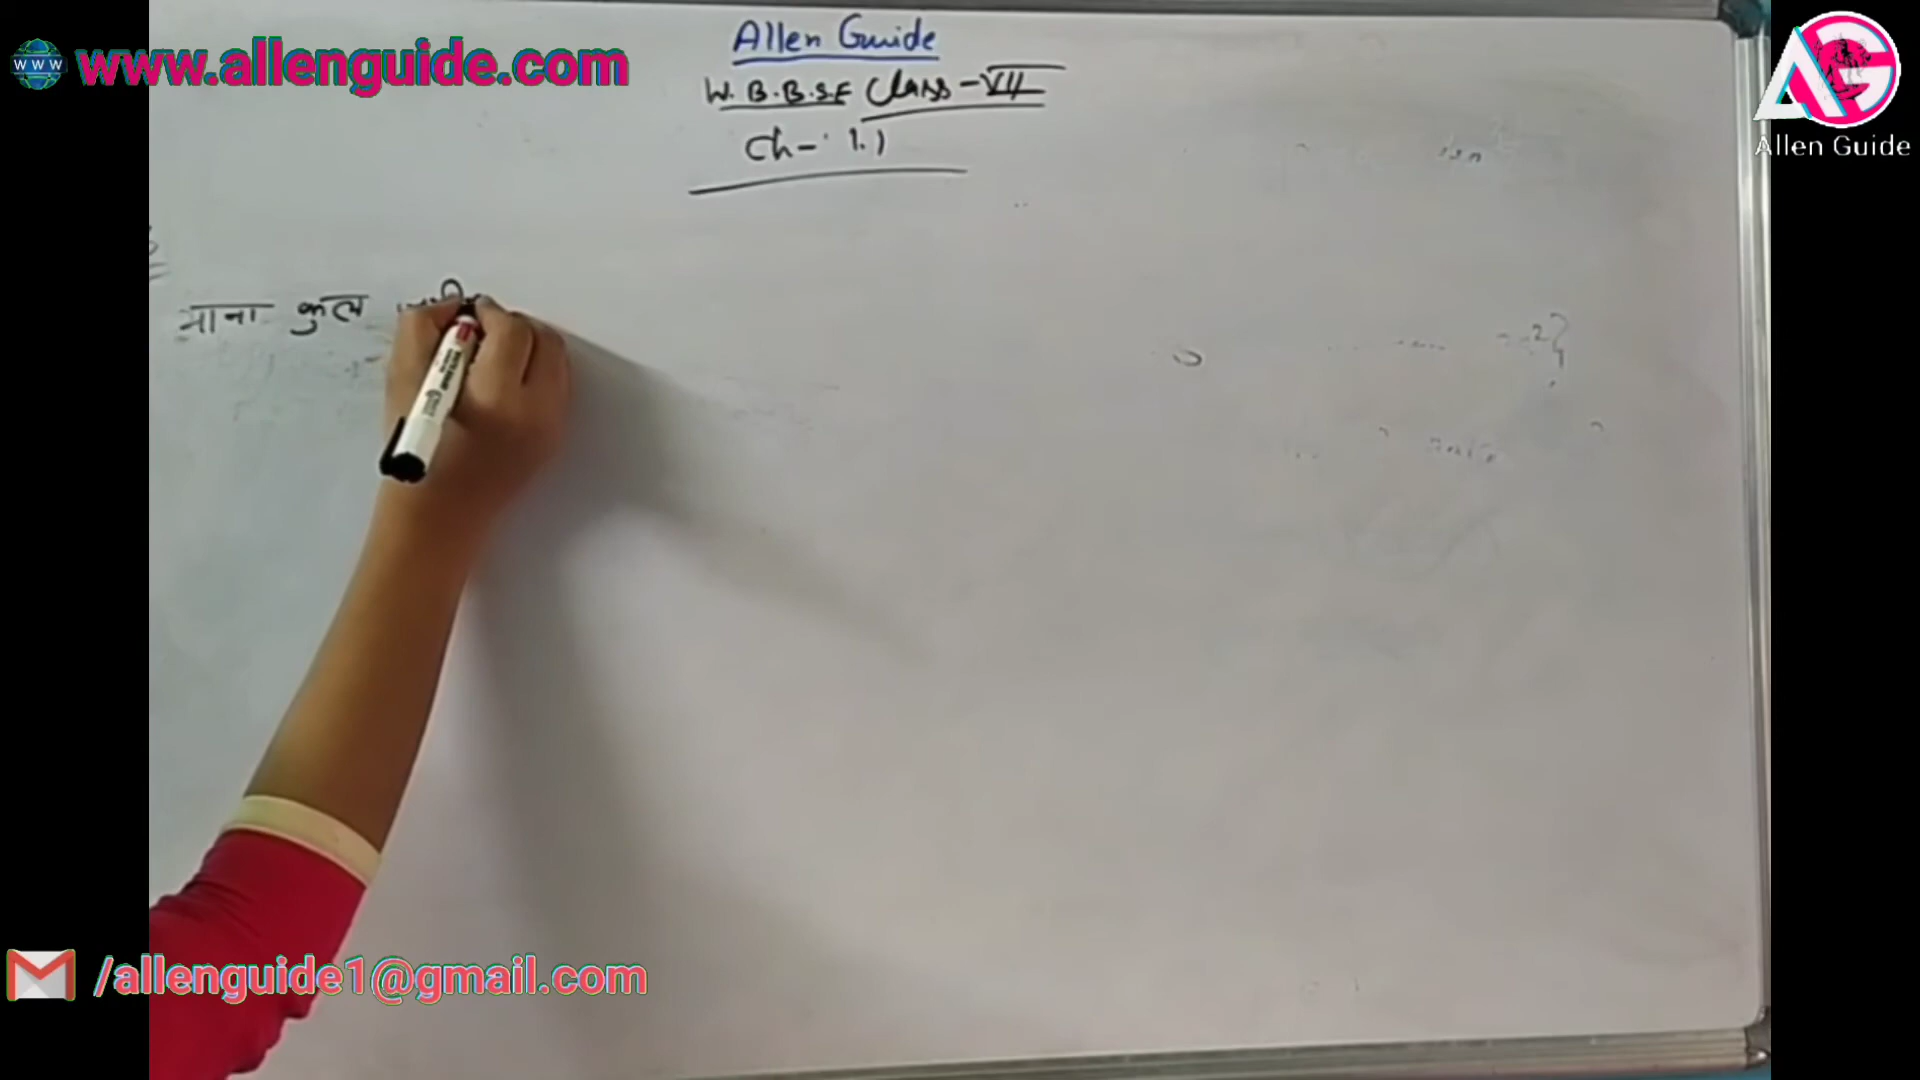 www.allenguide.com
Allen Guide
W.B.B.S.E Class - VII
Ch - 1.1
Allen Guide
माना कुल
/allenguide1@gmail.com